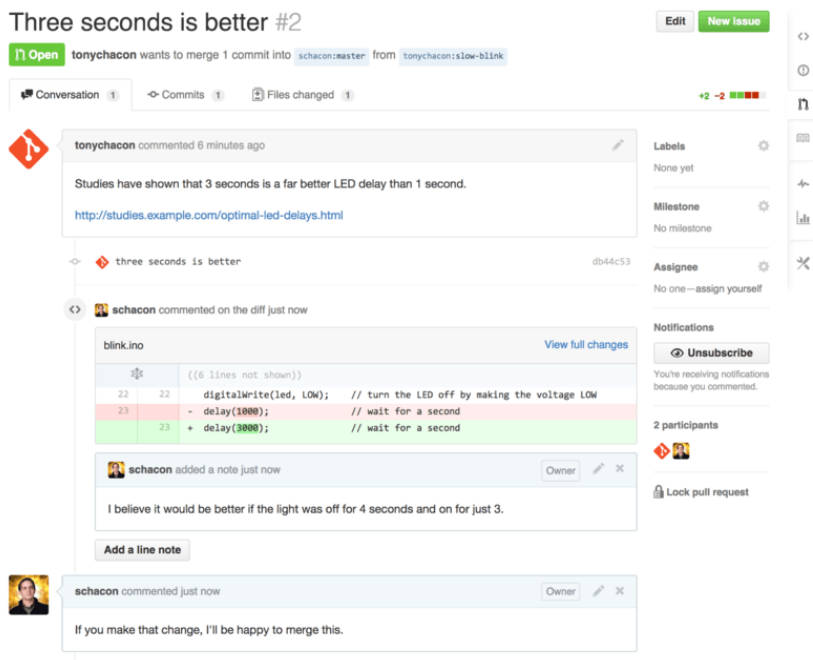 Three seconds is better #2
Edit
New Issue
Open tonychacon wants to merge 1 commit into schacon:master from tonychacon:slow-blink
Conversation 1
Commits 1
Files changed 1
+2 −2
tonychacon commented 6 minutes ago
Studies have shown that 3 seconds is a far better LED delay than 1 second.
http://studies.example.com/optimal-led-delays.html
three seconds is better db44c53
schacon commented on the diff just now
blink.ino View full changes
((6 lines not shown))
22 22 digitalWrite(led, LOW); // turn the LED off by making the voltage LOW
23 - delay(1000); // wait for a second
23 + delay(3000); // wait for a second
schacon added a note just now Owner
I believe it would be better if the light was off for 4 seconds and on for just 3.
Add a line note
schacon commented just now Owner
If you make that change, I'll be happy to merge this.
Labels
None yet
Milestone
No milestone
Assignee
No one—assign yourself
Notifications
Unsubscribe
You're receiving notifications
because you commented.
2 participants
Lock pull request